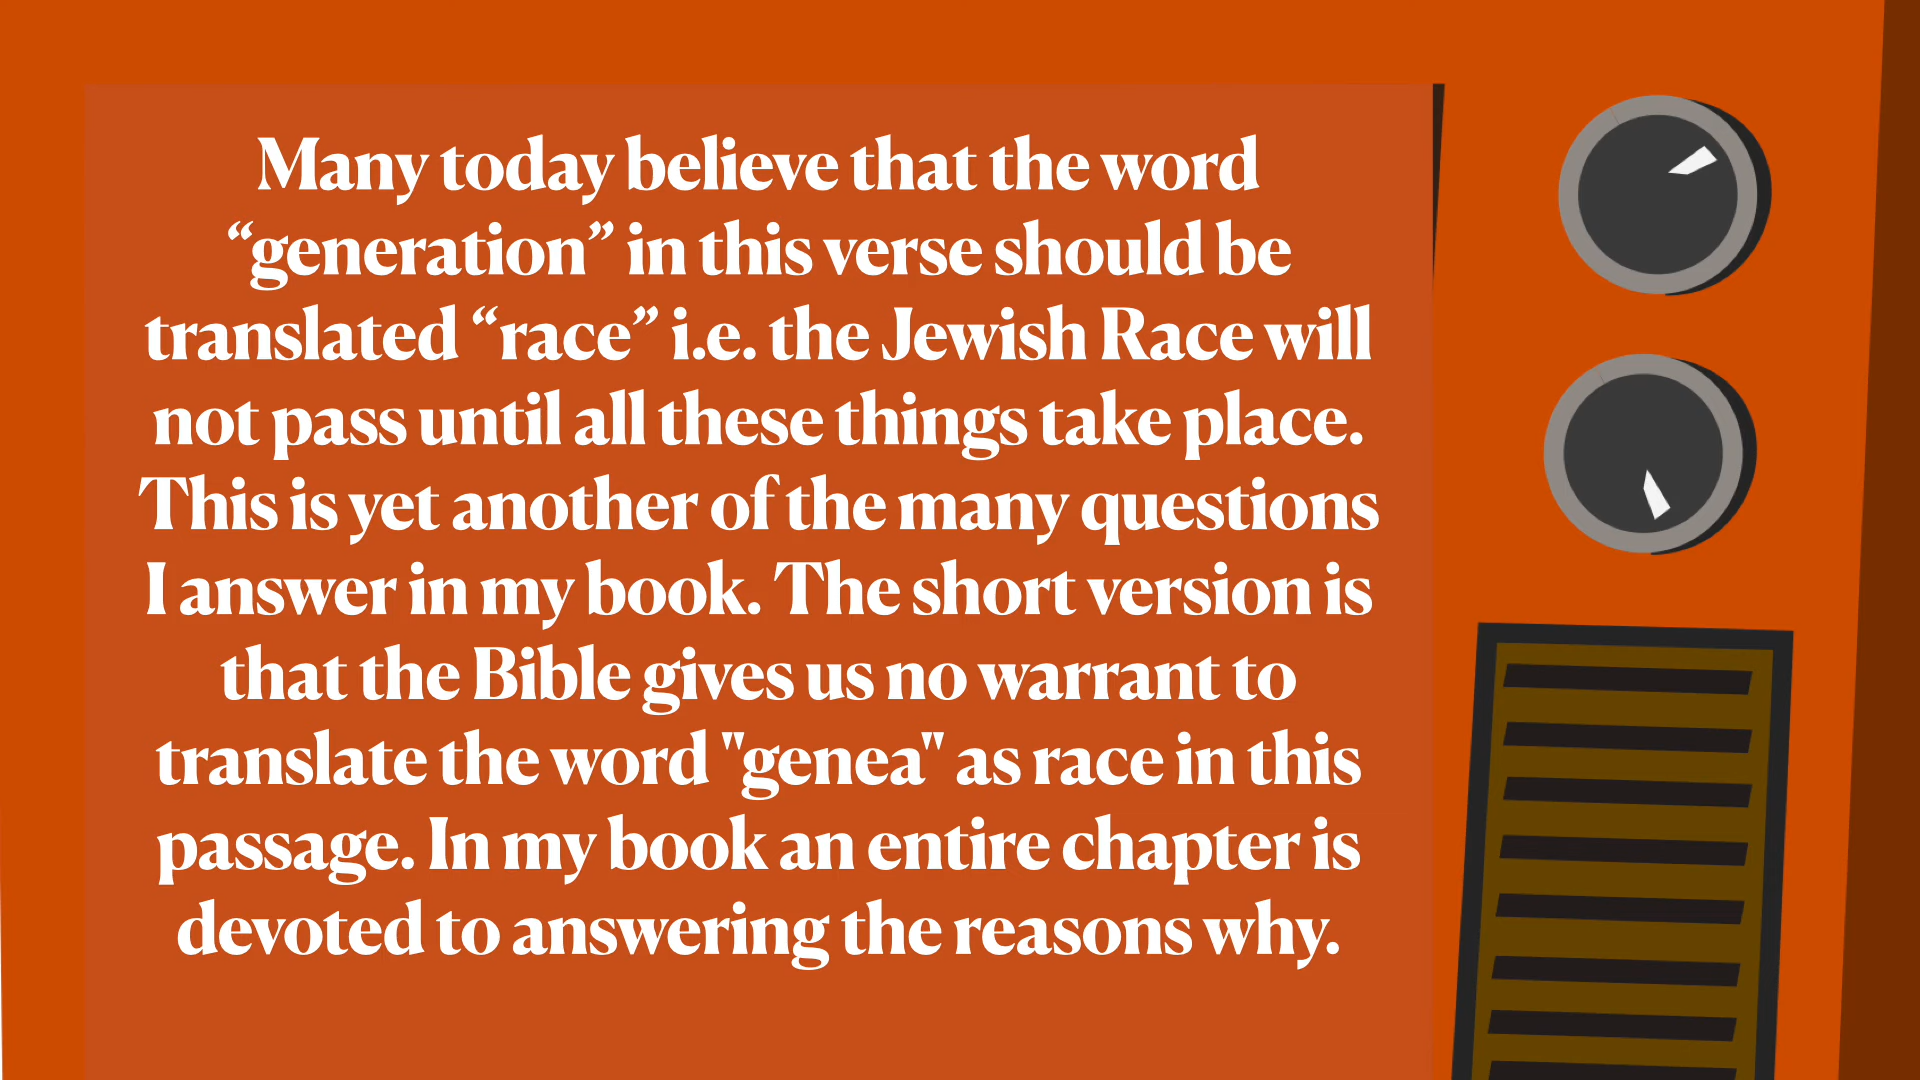 Many today believe that the word
“generation” in this verse should be
translated “race” i.e. the Jewish Race will
not pass until all these things take place.
This is yet another of the many questions
I answer in my book. The short version is
that the Bible gives us no warrant to
translate the word "genea" as race in this
passage. In my book an entire chapter is
devoted to answering the reasons why.